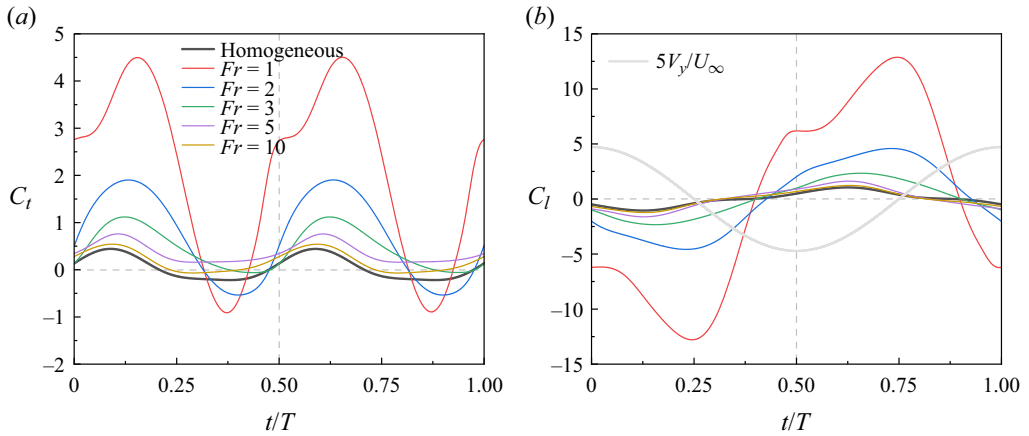 (a)
5
4
3
2
1
0
−1
−2
C_t
Homogeneous
Fr = 1
Fr = 2
Fr = 3
Fr = 5
Fr = 10
0
0.25
0.50
0.75
1.00
t/T
(b)
15
10
5
0
−5
−10
−15
C_l
5V_y/U_∞
0
0.25
0.50
0.75
1.00
t/T